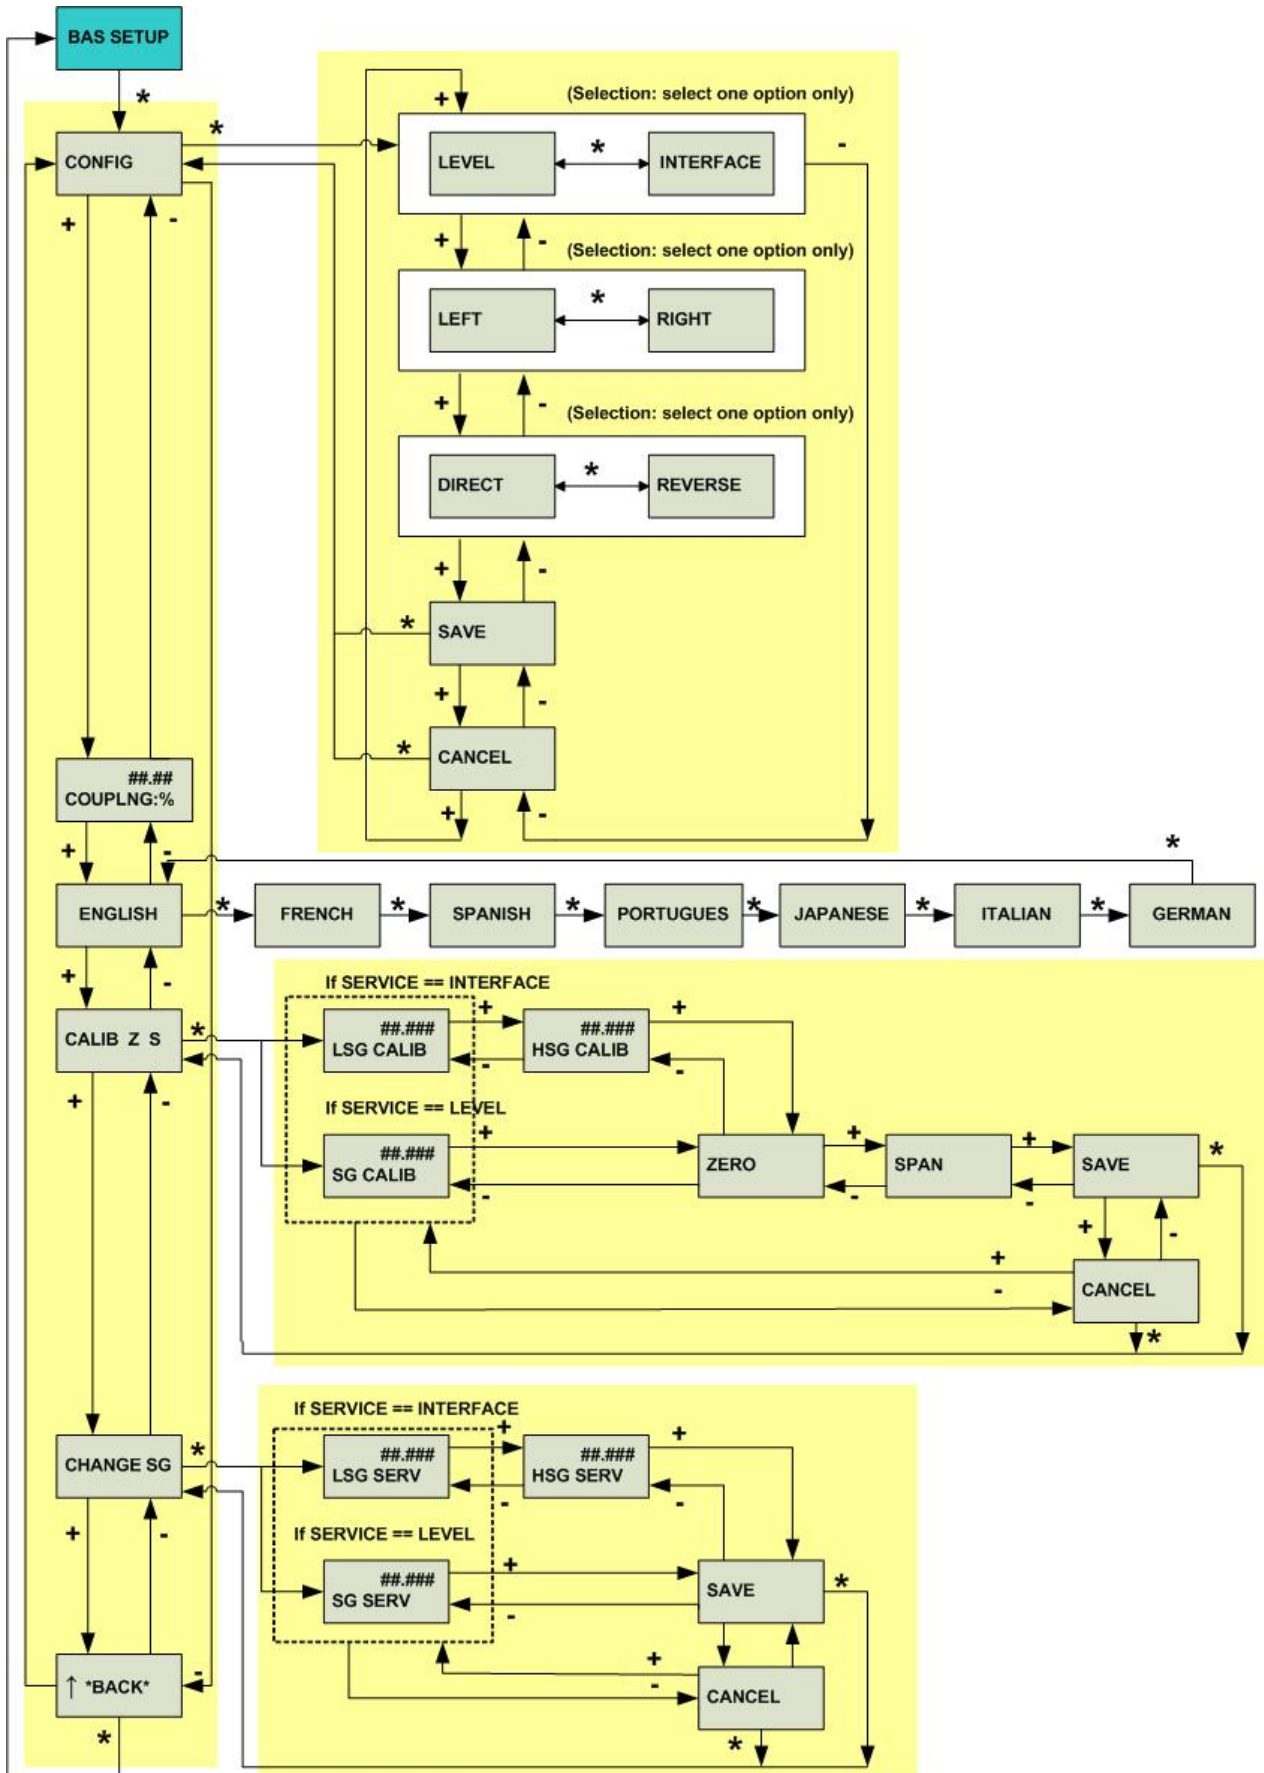 BAS SETUP
*
(Selection: select one option only)
+
*
-
CONFIG
LEVEL
*
INTERFACE
+
-
+
-
(Selection: select one option only)
LEFT
*
RIGHT
+
-
(Selection: select one option only)
DIRECT
*
REVERSE
+
-
*
SAVE
+
-
*
CANCEL
+
-
##.##
COUPLNG:%
+
-
*
ENGLISH
*
FRENCH
*
SPANISH
*
PORTUGUES
*
JAPANESE
*
ITALIAN
*
GERMAN
+
-
If SERVICE == INTERFACE
CALIB Z S
*
##.###
LSG CALIB
+
-
##.###
HSG CALIB
+
-
+
-
If SERVICE == LEVEL
##.###
SG CALIB
+
-
ZERO
+
-
SPAN
+
-
SAVE
*
+
-
+
-
CANCEL
*
If SERVICE == INTERFACE
CHANGE SG
*
##.###
LSG SERV
+
-
##.###
HSG SERV
+
-
+
-
If SERVICE == LEVEL
##.###
SG SERV
+
-
SAVE
*
+
-
CANCEL
*
↑ *BACK*
-
*